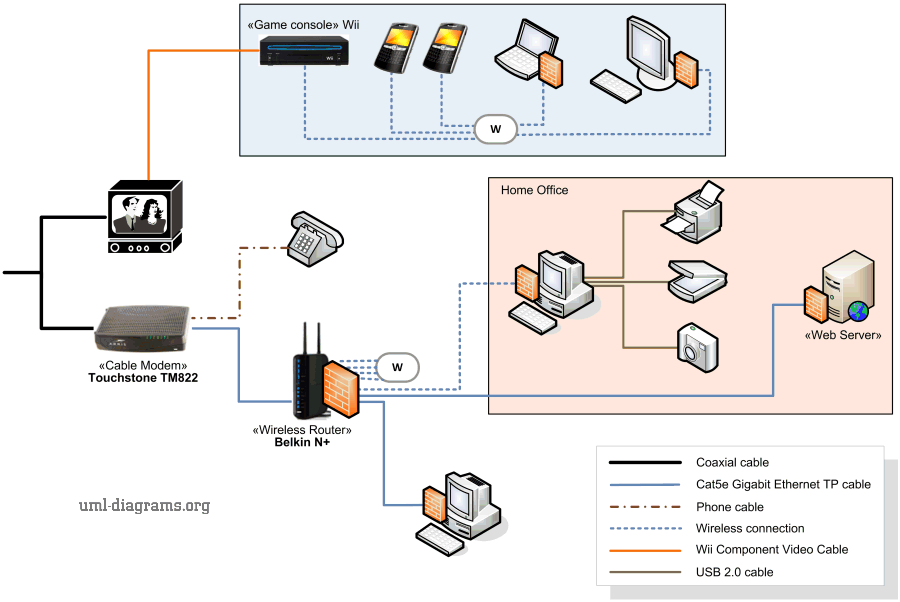 «Game console» Wii
Wii
W
Home Office
«Web Server»
«Cable Modem»
Touchstone TM822
W
«Wireless Router»
Belkin N+
Coaxial cable
Cat5e Gigabit Ethernet TP cable
Phone cable
Wireless connection
Wii Component Video Cable
USB 2.0 cable
uml-diagrams.org